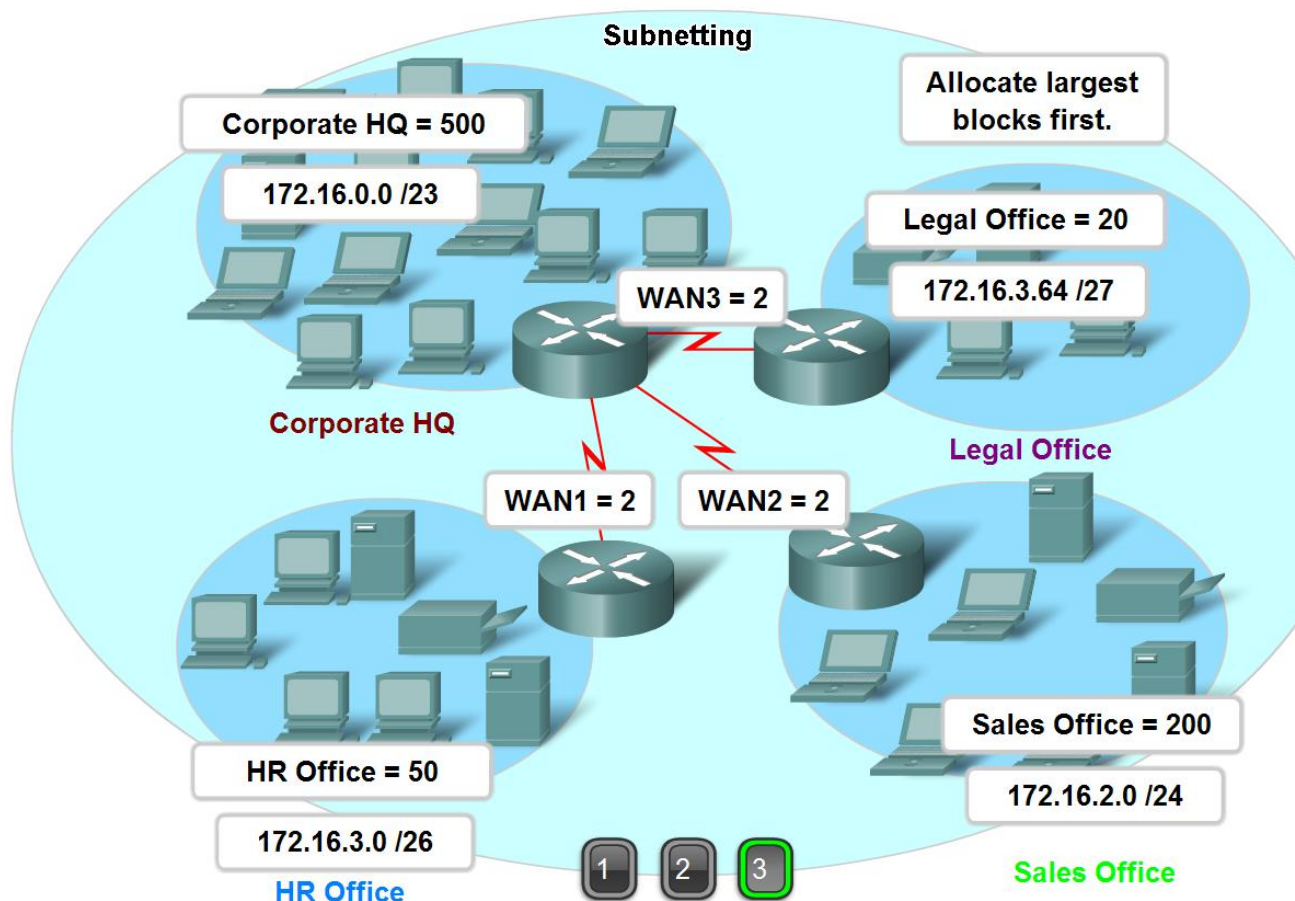 Subnetting
Allocate largest
blocks first.
Corporate HQ = 500
172.16.0.0 /23
Legal Office = 20
172.16.3.64 /27
WAN3 = 2
Corporate HQ
Legal Office
WAN1 = 2
WAN2 = 2
Sales Office = 200
172.16.2.0 /24
HR Office = 50
172.16.3.0 /26
HR Office
1
2
3
Sales Office